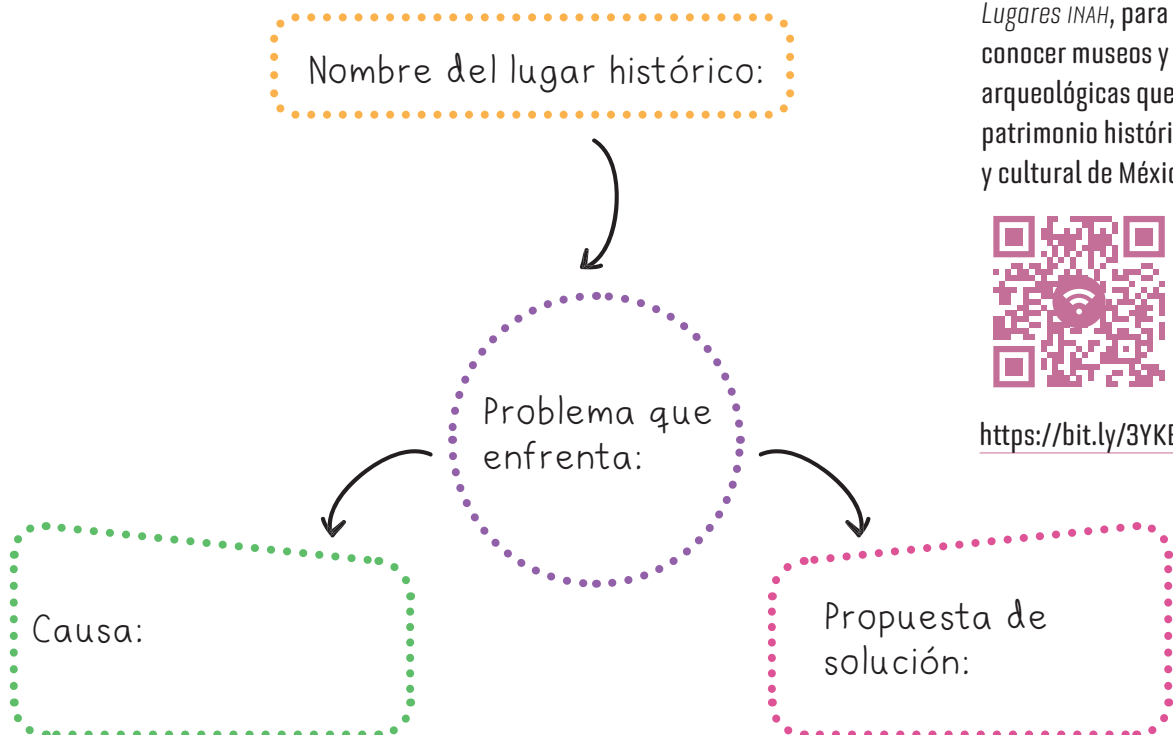 Nombre del lugar histórico:
Lugares INAH, para
conocer museos y
arqueológicas que
patrimonio históri
y cultural de Méxic
https://bit.ly/3YKE
Problema que
enfrenta:
Causa:
Propuesta de
solución: